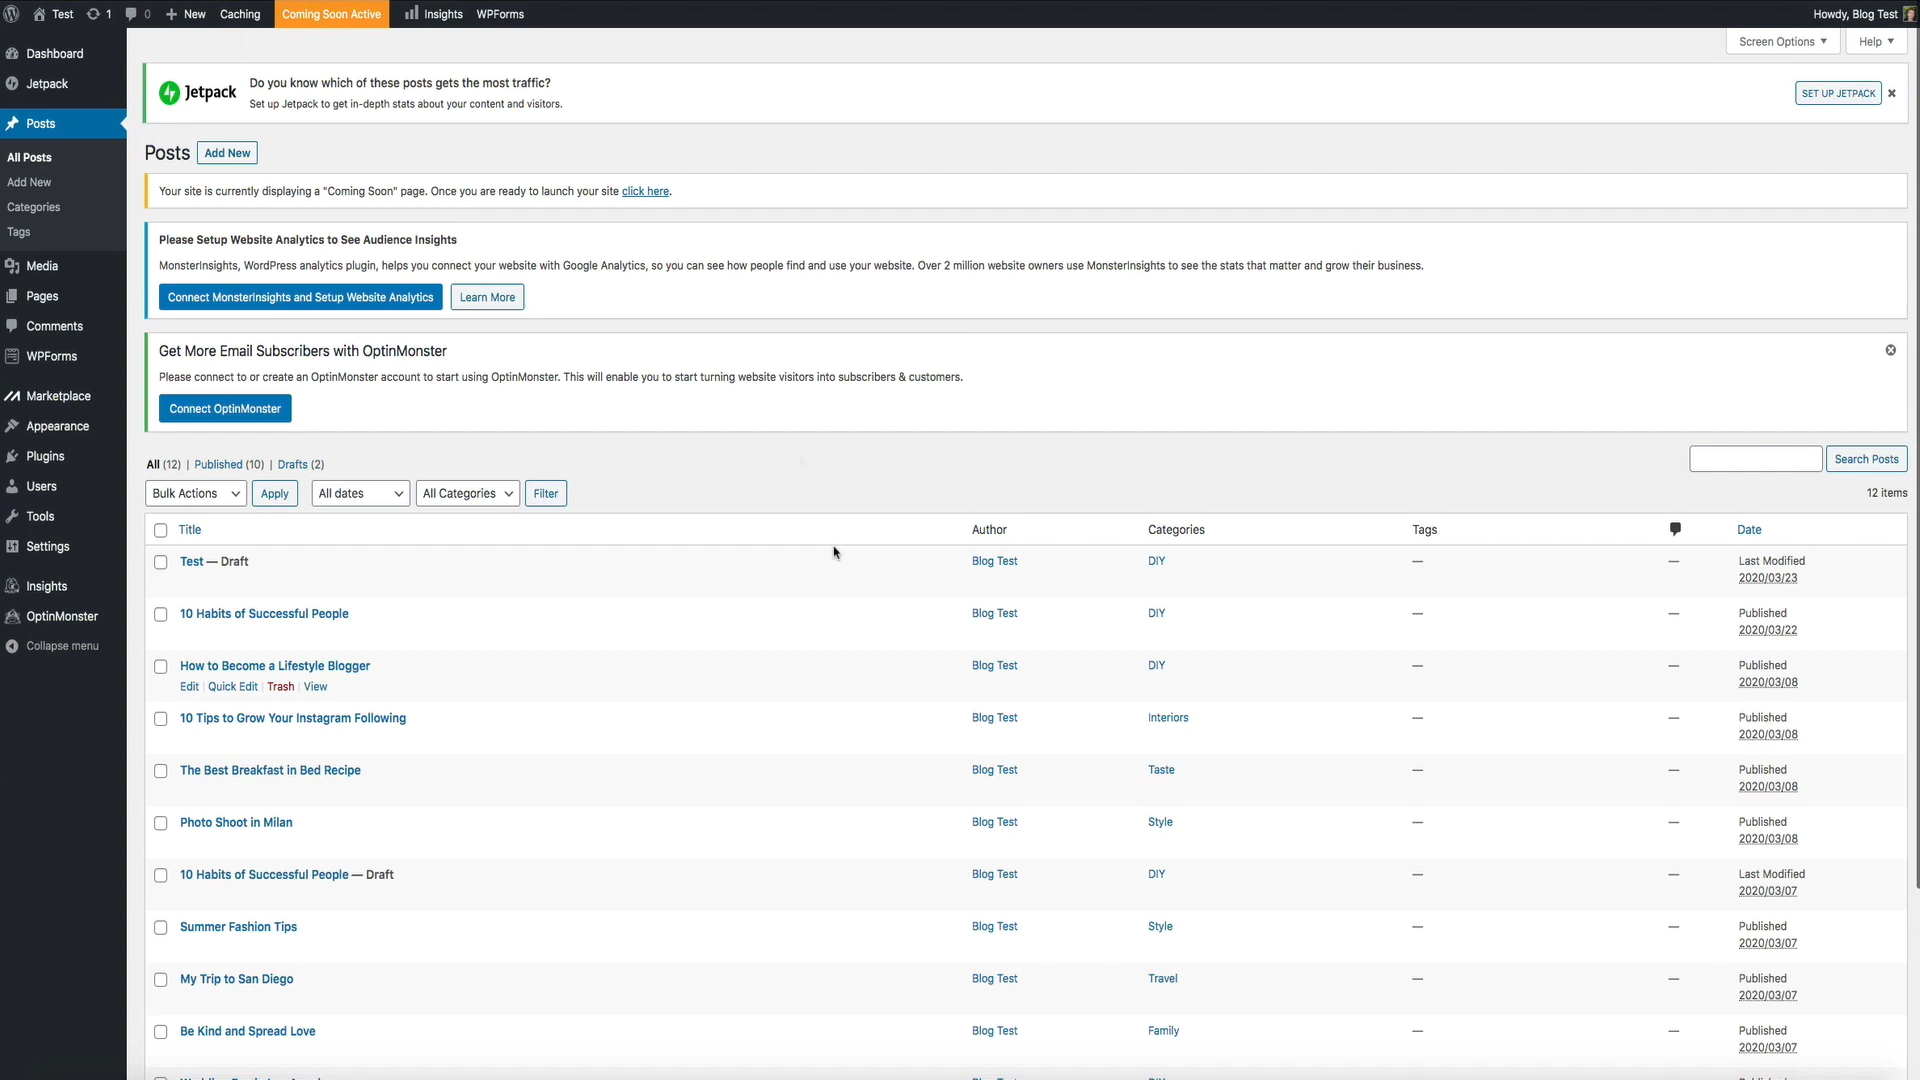 Test 1 0 New Caching Coming Soon Active Insights WPForms Howdy, Blog Test
Screen Options Help
Dashboard
Jetpack
Posts
All Posts
Add New
Categories
Tags
Media
Pages
Comments
WPForms
Marketplace
Appearance
Plugins
Users
Tools
Settings
Insights
OptinMonster
Collapse menu
Jetpack
Do you know which of these posts gets the most traffic?
Set up Jetpack to get in-depth stats about your content and visitors.
SET UP JETPACK
Posts Add New
Your site is currently displaying a "Coming Soon" page. Once you are ready to launch your site click here.
Please Setup Website Analytics to See Audience Insights
MonsterInsights, WordPress analytics plugin, helps you connect your website with Google Analytics, so you can see how people find and use your website. Over 2 million website owners use MonsterInsights to see the stats that matter and grow their business.
Connect MonsterInsights and Setup Website Analytics Learn More
Get More Email Subscribers with OptinMonster
Please connect to or create an OptinMonster account to start using OptinMonster. This will enable you to start turning website visitors into subscribers & customers.
Connect OptinMonster
All (12) | Published (10) | Drafts (2)
Search Posts
Bulk Actions Apply All dates All Categories Filter 12 items
Title Author Categories Tags Date
Test — Draft Blog Test DIY — — Last Modified
2020/03/23
10 Habits of Successful People Blog Test DIY — — Published
2020/03/22
How to Become a Lifestyle Blogger Blog Test DIY — — Published
Edit | Quick Edit | Trash | View 2020/03/08
10 Tips to Grow Your Instagram Following Blog Test Interiors — — Published
2020/03/08
The Best Breakfast in Bed Recipe Blog Test Taste — — Published
2020/03/08
Photo Shoot in Milan Blog Test Style — — Published
2020/03/08
10 Habits of Successful People — Draft Blog Test DIY — — Last Modified
2020/03/07
Summer Fashion Tips Blog Test Style — — Published
2020/03/07
My Trip to San Diego Blog Test Travel — — Published
2020/03/07
Be Kind and Spread Love Blog Test Family — — Published
2020/03/07